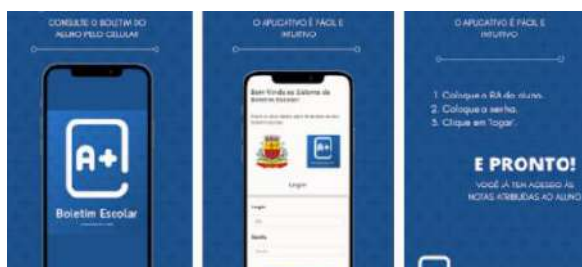 CONSULTE O BOLETIM DO
ALUNO PELO CELULAR
A+
Boletim Escolar
O APLICATIVO É FÁCIL E
INTUITIVO
Bem Vindo ao Sistema de
Boletim Escolar!
A+
Login
Login
RA
Senha
O APLICATIVO É FÁCIL E
INTUITIVO
1. Coloque o RA do aluno.
2. Coloque a senha.
3. Clique em 'logar'.
E PRONTO!
VOCÊ JÁ TEM ACESSO ÀS
NOTAS ATRIBUÍDAS AO ALUNO